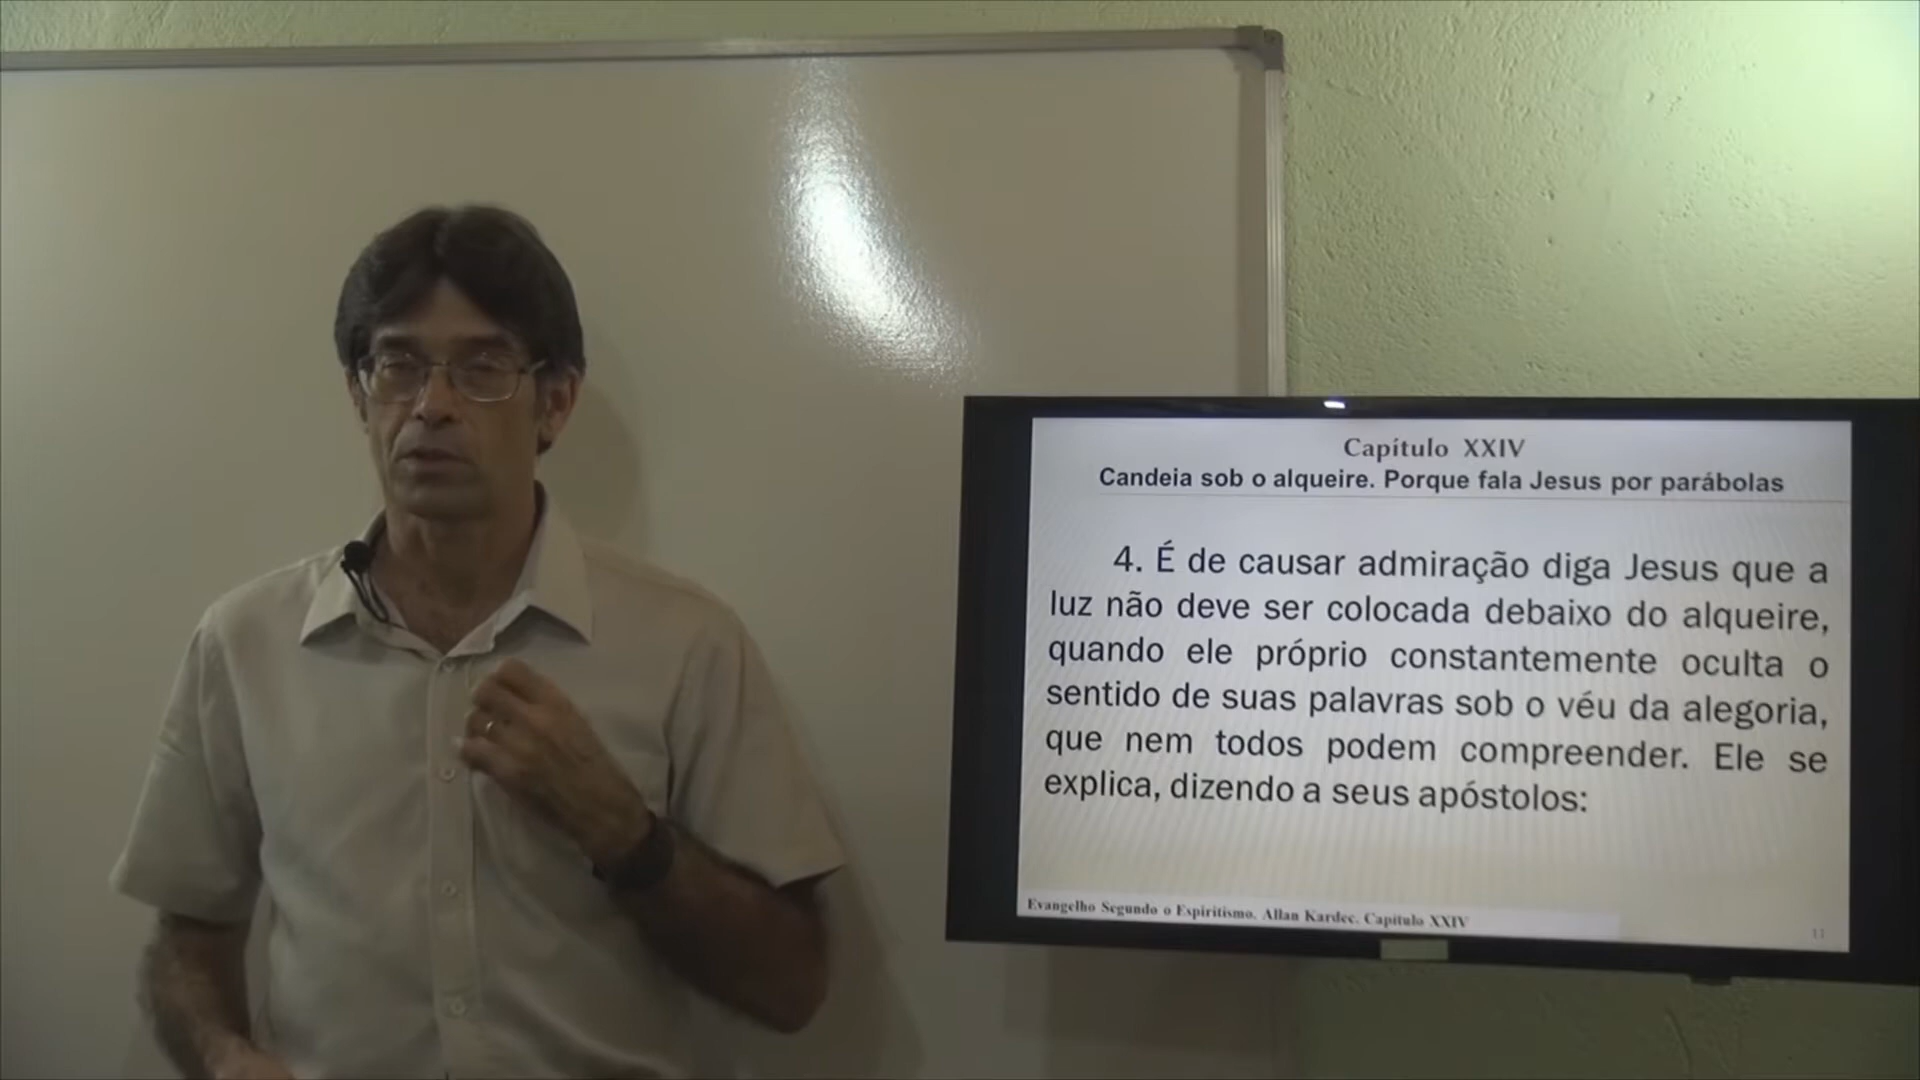 Capítulo XXIV
Candeia sob o alqueire. Porque fala Jesus por parábolas
4. É de causar admiração diga Jesus que a
luz não deve ser colocada debaixo do alqueire,
quando ele próprio constantemente oculta o
sentido de suas palavras sob o véu da alegoria,
que nem todos podem compreender. Ele se
explica, dizendo a seus apóstolos:
Evangelho Segundo o Espiritismo. Allan Kardec. Capítulo XXIV